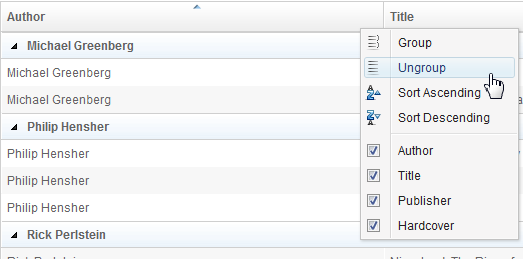 Author Title
Michael Greenberg
Group
Michael Greenberg
Ungroup
Michael Greenberg
Sort Ascending
Sort Descending
Philip Hensher
Philip Hensher
Author
Philip Hensher
Title
Publisher
Philip Hensher
Hardcover
Rick Perlstein